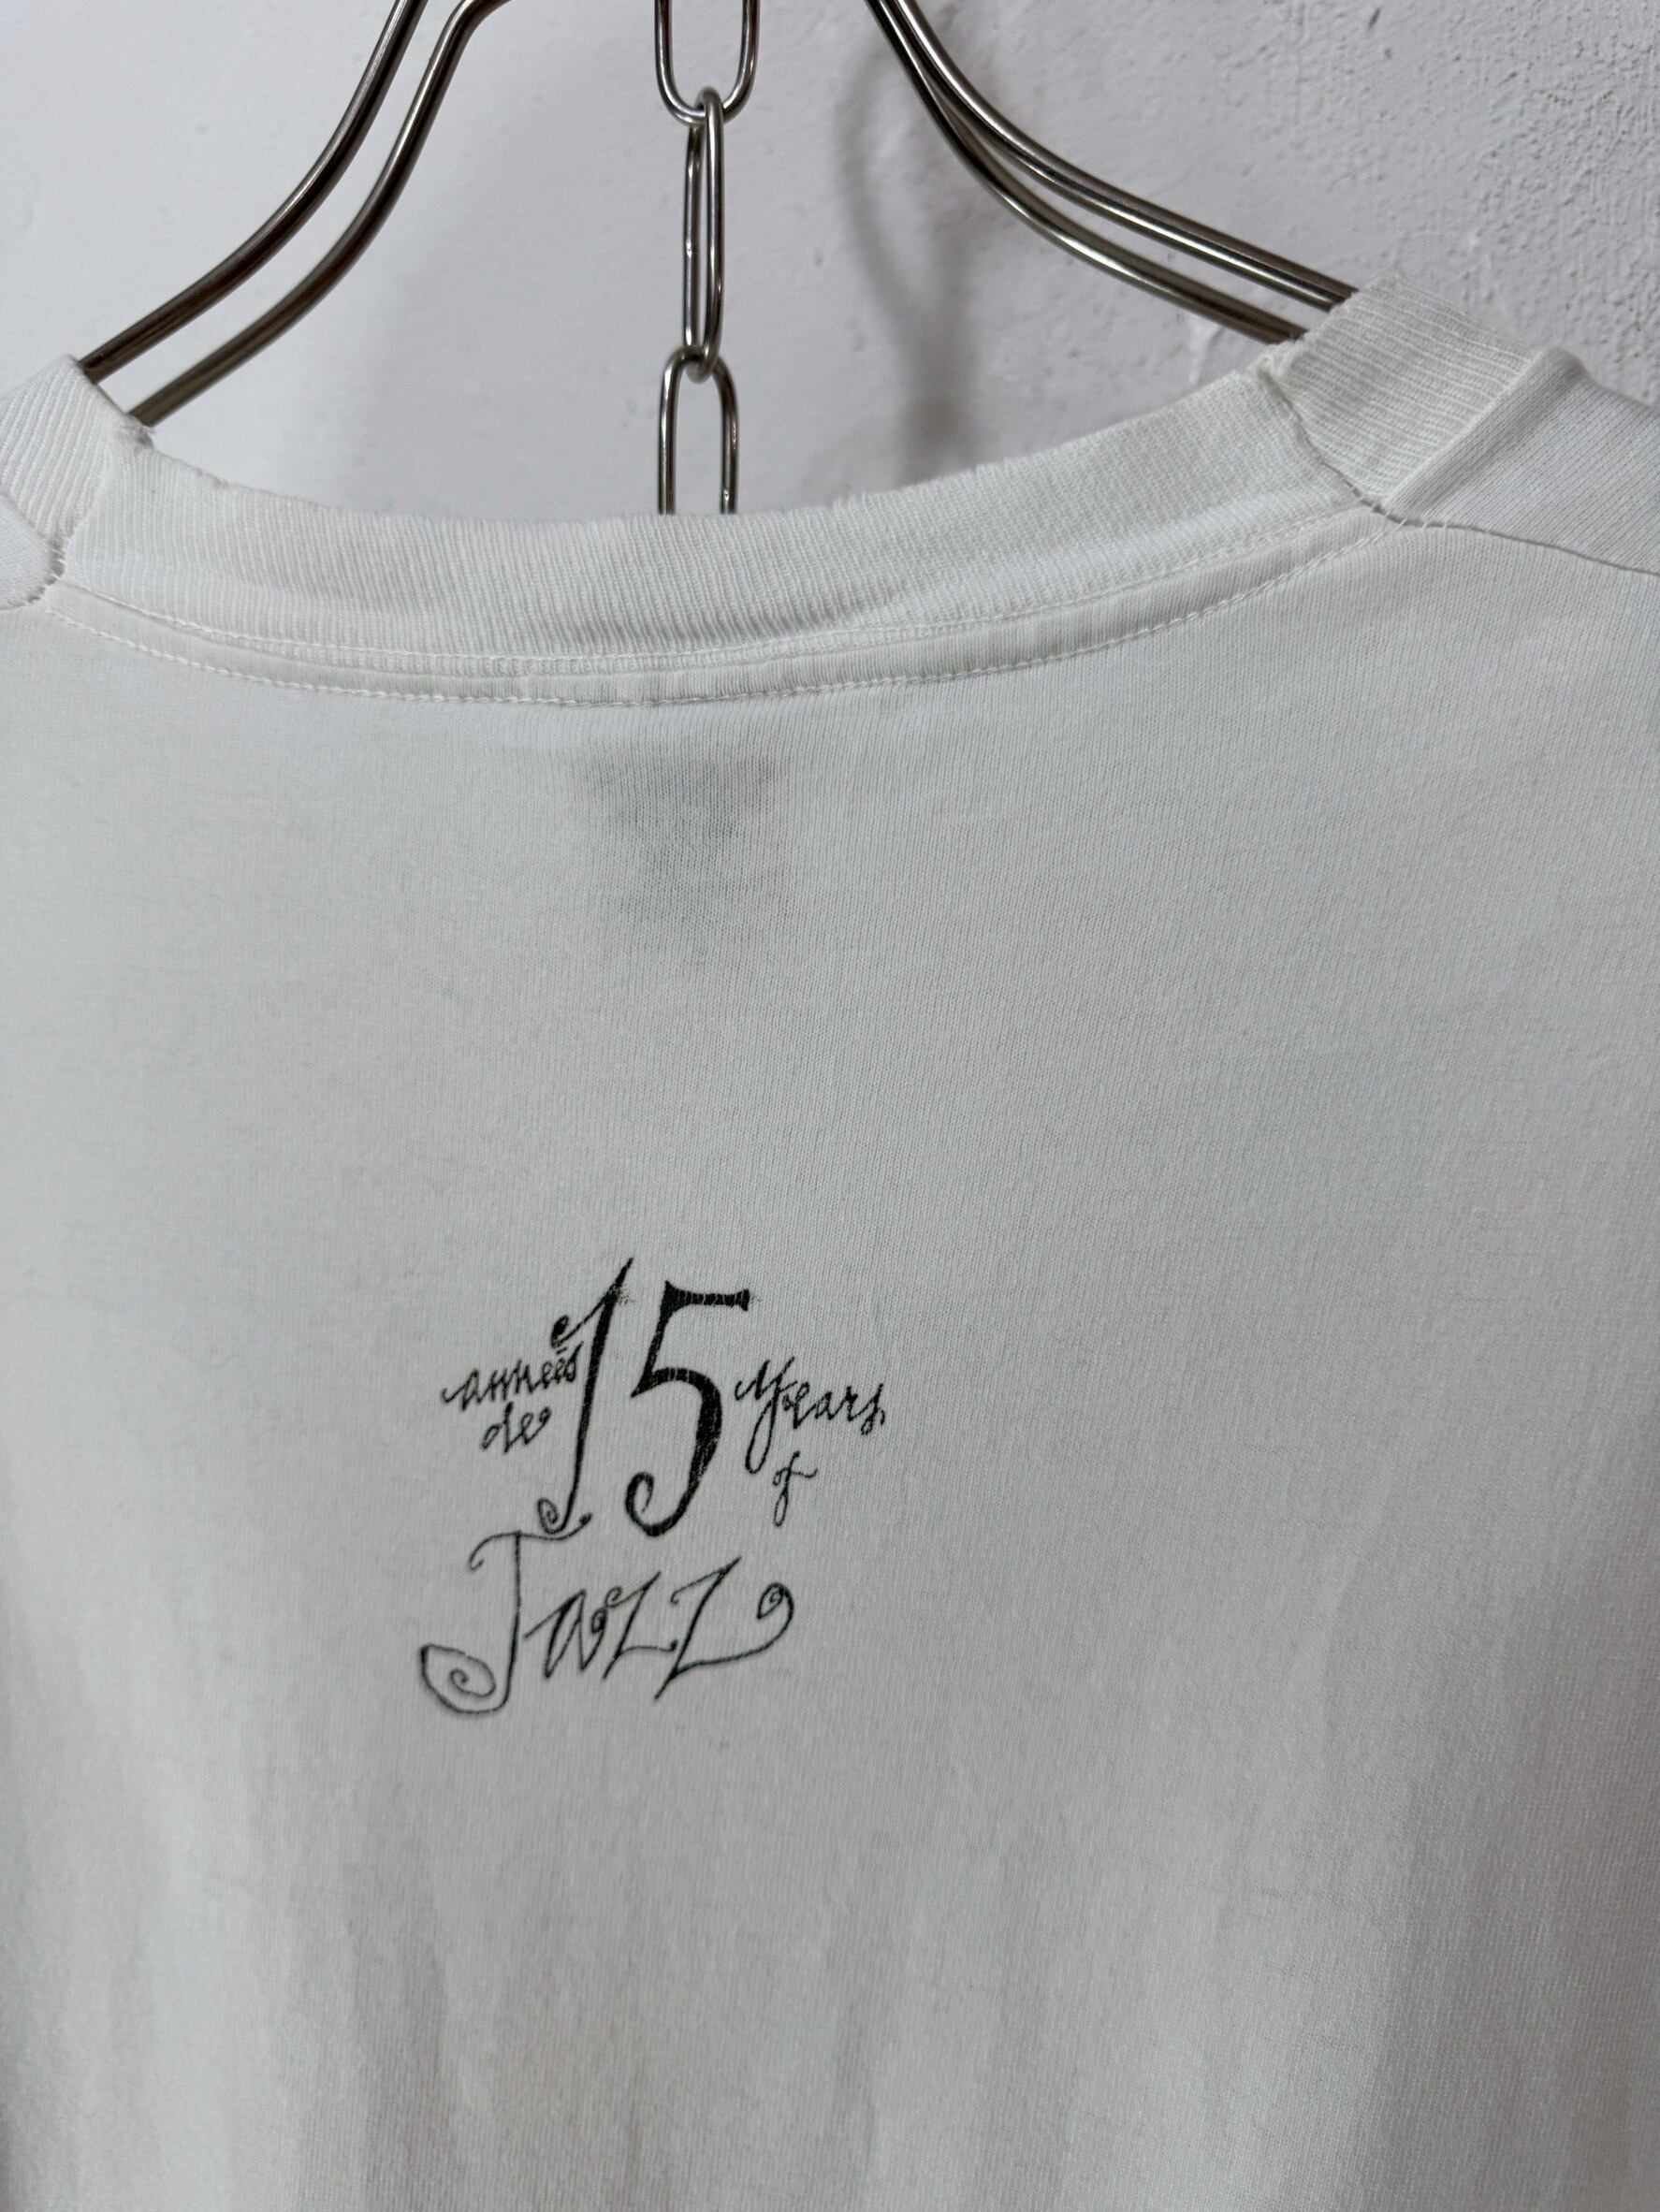 années 15 Years
de of
Jazz